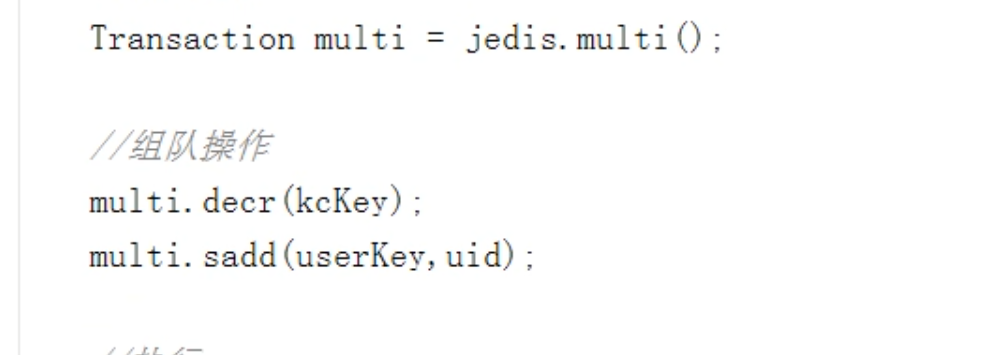 Transaction multi = jedis.multi();
//组队操作
multi.decr(kcKey);
multi.sadd(userKey,uid);